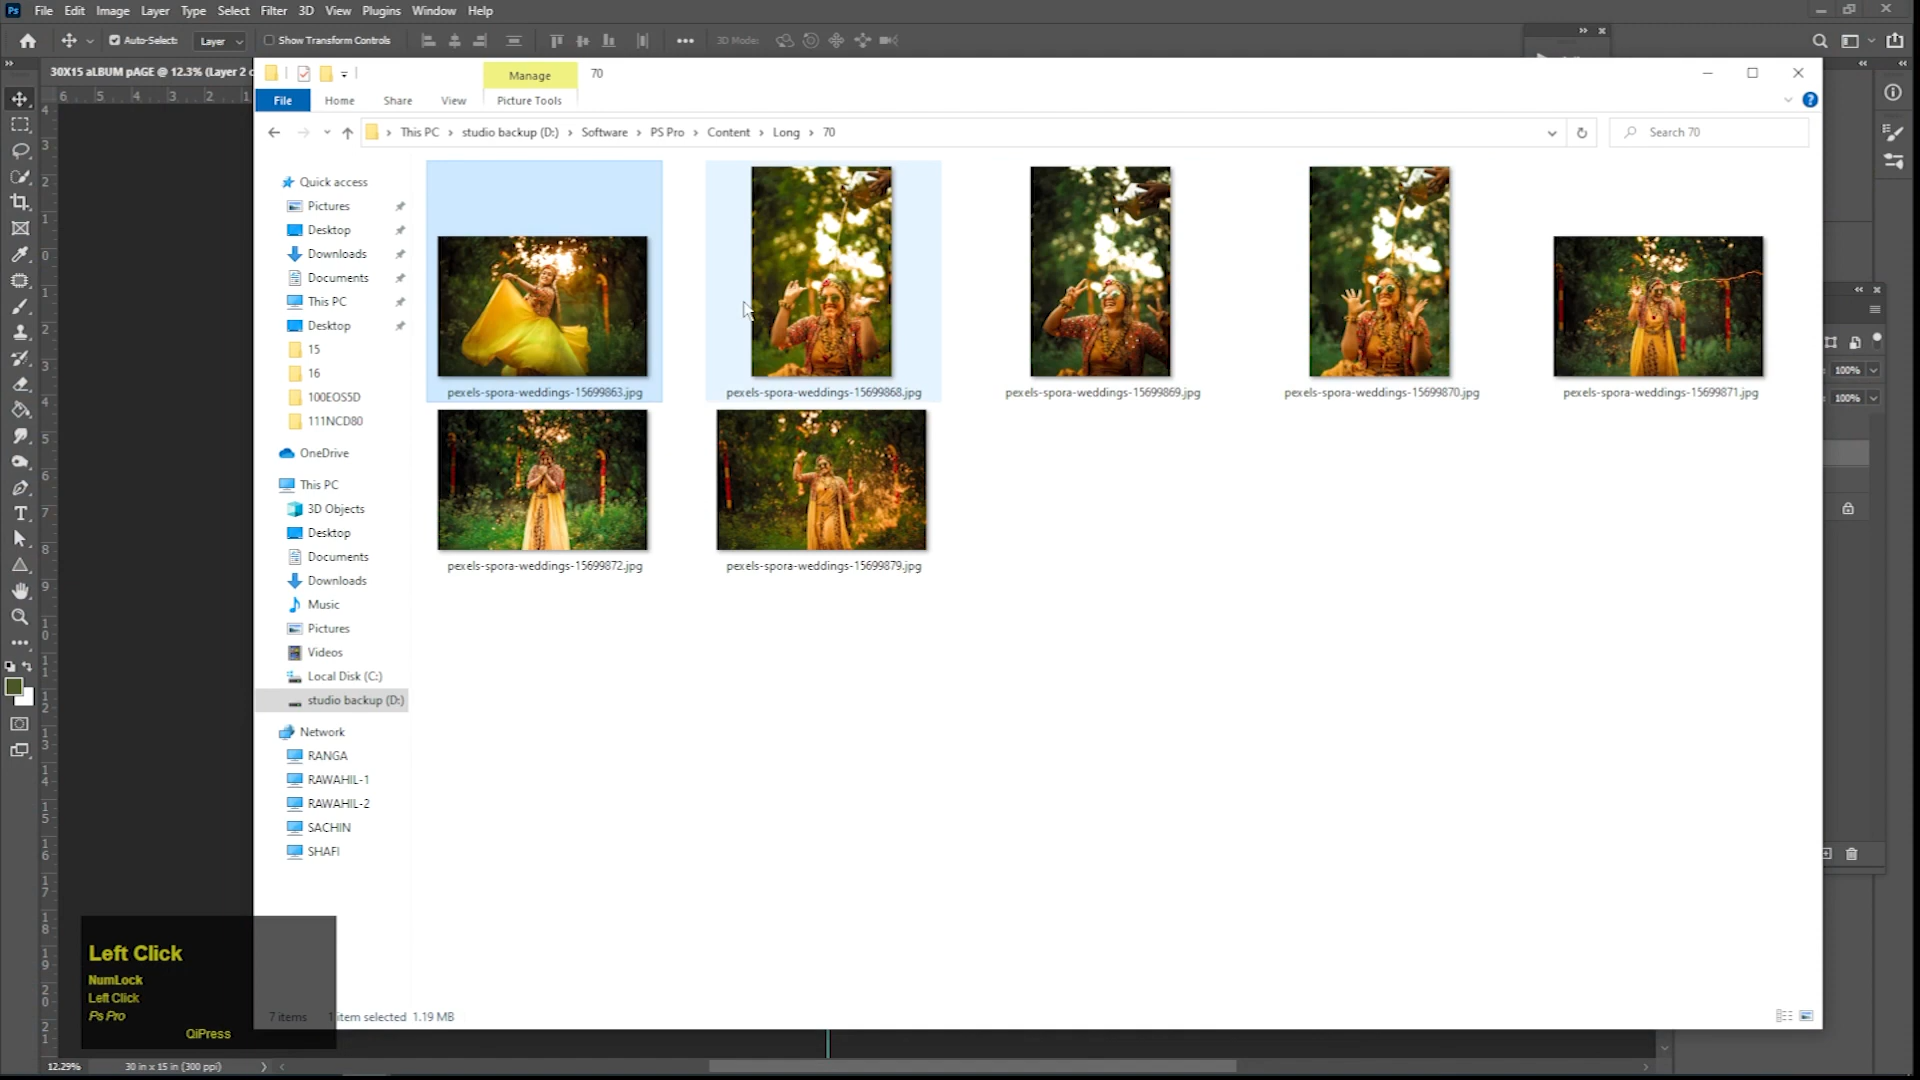 Ps File Edit Image Layer Type Select Filter 3D View Plugins Window Help
Auto-Select: Layer Show Transform Controls 3D Mode:
30X15 aLBUM pAGE @ 12.3% (Layer 2 c
Manage 70
File Home Share View Picture Tools
This PC studio backup (D:) Software PS Pro Content Long 70
Search 70
Quick access
Pictures
Desktop
Downloads
Documents
This PC
Desktop
15
16
100EOS5D
111NCD80
OneDrive
This PC
3D Objects
Desktop
Documents
Downloads
Music
Pictures
Videos
Local Disk (C:)
studio backup (D:)
Network
RANGA
RAWAHIL-1
RAWAHIL-2
SACHIN
SHAFI
pexels-spora-weddings-15699863.jpg
pexels-spora-weddings-15699868.jpg
pexels-spora-weddings-15699869.jpg
pexels-spora-weddings-15699870.jpg
pexels-spora-weddings-15699871.jpg
pexels-spora-weddings-15699872.jpg
pexels-spora-weddings-15699879.jpg
100%
100%
Left Click
NumLock
Left Click
Ps Pro
QiPress
7 items 1 item selected 1.19 MB
12.29% 30 in x 15 in (300 ppi)